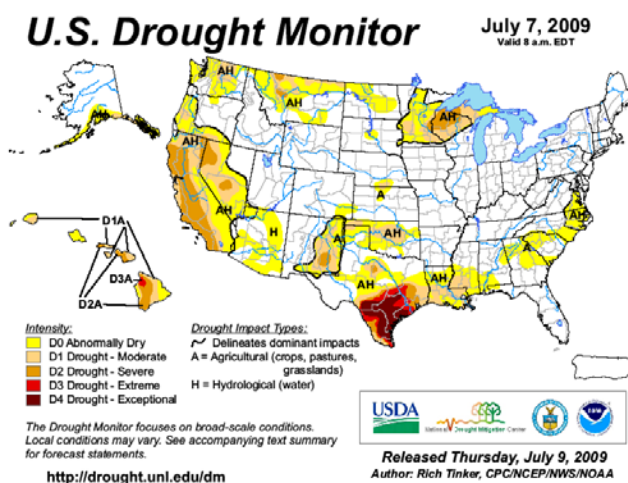 U.S. Drought Monitor
July 7, 2009
Valid 8 a.m. EDT
AH
AH
AH
AH
AH
AH
A
AH
H
A
AH
A
AH
AH
D1A
D3A
D2A
Intensity:
D0 Abnormally Dry
D1 Drought - Moderate
D2 Drought - Severe
D3 Drought - Extreme
D4 Drought - Exceptional
Drought Impact Types:
Delineates dominant impacts
A = Agricultural (crops, pastures,
grasslands)
H = Hydrological (water)
The Drought Monitor focuses on broad-scale conditions.
Local conditions may vary. See accompanying text summary
for forecast statements.
http://drought.unl.edu/dm
USDA
National Drought Mitigation Center
Released Thursday, July 9, 2009
Author: Rich Tinker, CPC/NCEP/NWS/NOAA